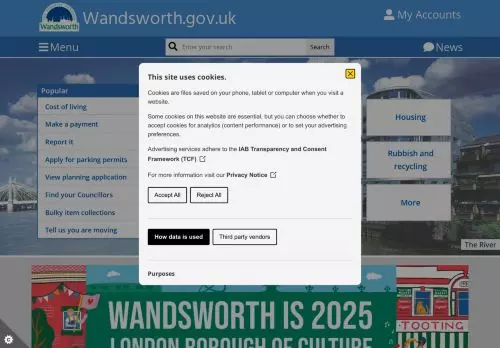 Wandsworth
Wandsworth.gov.uk
My Accounts
Menu
Enter your search
Search
News
Popular
Cost of living
Make a payment
Report it
Apply for parking permits
View planning application
Find your Councillors
Bulky item collections
Tell us you are moving
This site uses cookies.
Cookies are files saved on your phone, tablet or computer when you visit a
website.
Some cookies on this website are essential, but you can choose whether to
accept cookies for analytics (content performance) or to set your advertising
preferences.
Advertising services adhere to the IAB Transparency and Consent
Framework (TCF)
For more information visit our Privacy Notice
Accept All
Reject All
How data is used
Third party vendors
Purposes
Housing
Rubbish and
recycling
More
The River
WANDSWORTH IS 2025
LONDON BOROUGH OF CULTURE
TOOTING